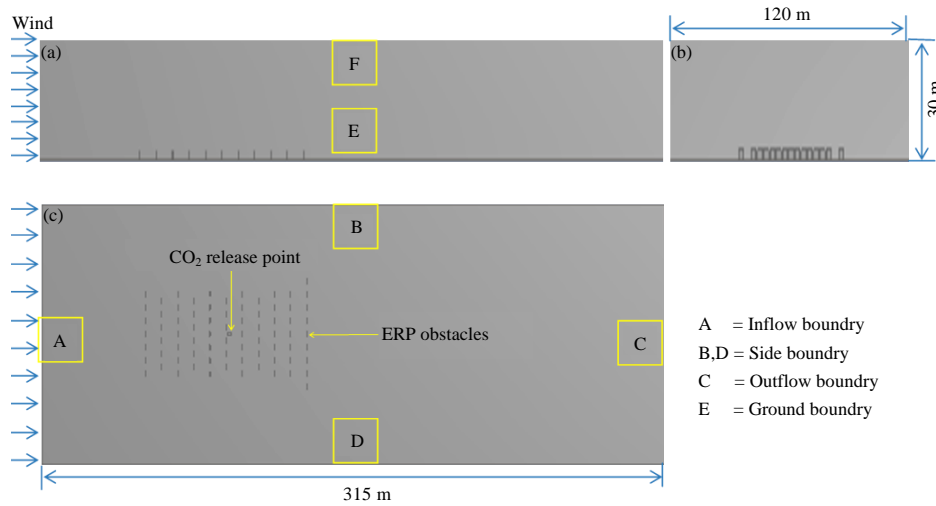 Wind
(a)
F
E
(b)
120 m
30 m
(c)
B
CO₂ release point
A
ERP obstacles
C
D
315 m
A = Inflow boundry
B,D = Side boundry
C = Outflow boundry
E = Ground boundry